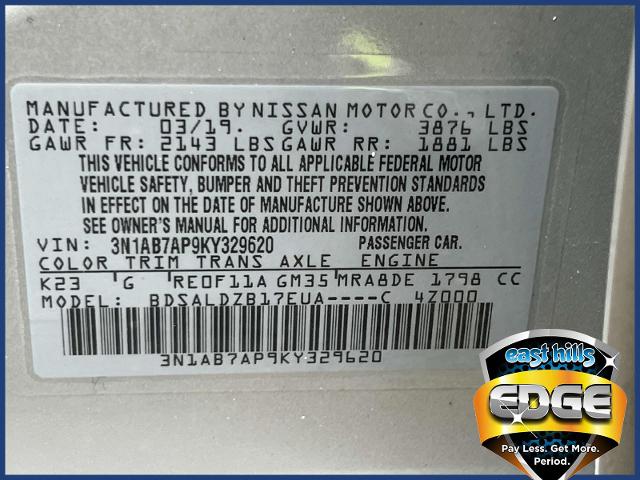 MANUFACTURED BY NISSAN MOTOR CO., LTD.
DATE: 03/19. GVWR: 3876 LBS
GAWR FR: 2143 LBS GAWR RR: 1881 LBS
THIS VEHICLE CONFORMS TO ALL APPLICABLE FEDERAL MOTOR
VEHICLE SAFETY, BUMPER AND THEFT PREVENTION STANDARDS
IN EFFECT ON THE DATE OF MANUFACTURE SHOWN ABOVE.
SEE OWNER'S MANUAL FOR ADDITIONAL INFORMATION.
VIN: 3N1AB7AP9KY329620 PASSENGER CAR.
COLOR TRIM TRANS AXLE ENGINE
K23 G RE0F11A GM35 MRA8DE 1798 CC
MODEL: BDSALDZB17EUA----C 4Z000
3N1AB7AP9KY329620
east hills
EDGE
Pay Less. Get More.
Period.